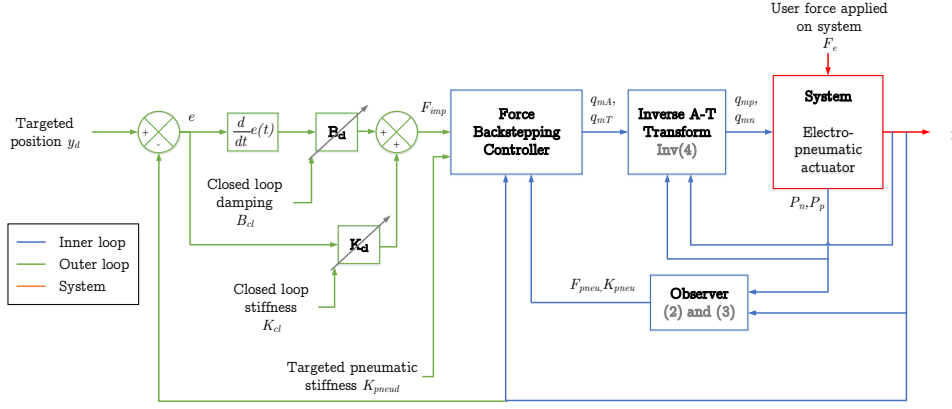 User force applied
on system
F_e
Targeted
position y_d
+
-
e
d/dt e(t)
B_cl
+
+
F_imp
Force
Backstepping
Controller
q_mA,
q_mT
Inverse A-T
Transform
Inv(4)
q_mp,
q_mn
System
Electro-
pneumatic
actuator
P_n,P_p
Closed loop
damping
B_cl
K_cl
Closed loop
stiffness
K_cl
Inner loop
Outer loop
System
F_pneu,K_pneu
Observer
(2) and (3)
Targeted pneumatic
stiffness K_pneud